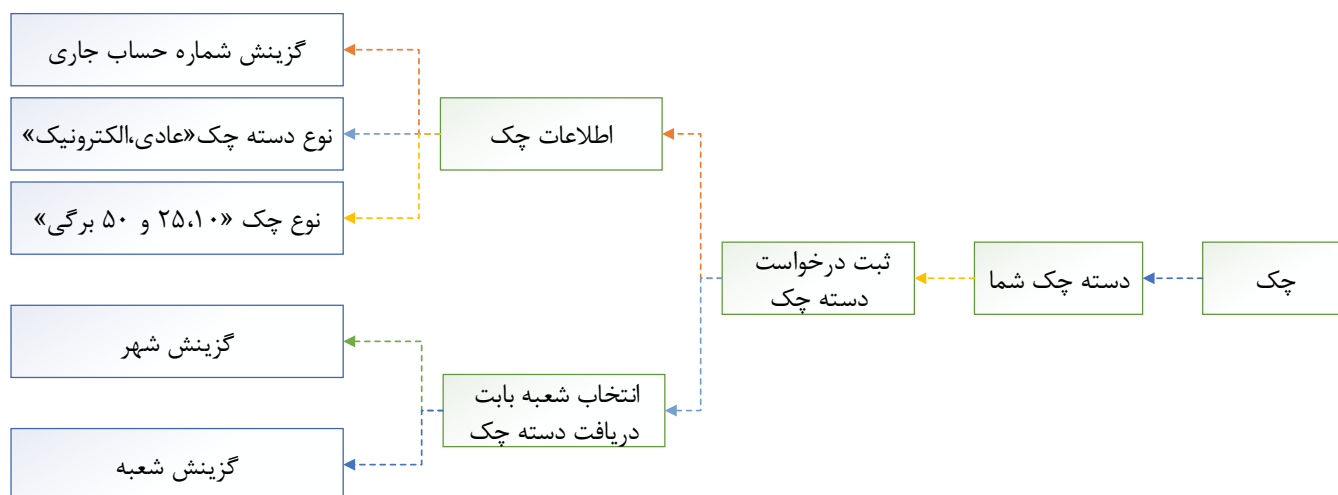 چک
دسته چک شما
ثبت درخواست
دسته چک
اطلاعات چک
گزینش شماره حساب جاری
نوع دسته چک«عادی،الکترونیک»
نوع چک «۲۵،۱۰ و ۵۰ برگی»
انتخاب شعبه بابت
دریافت دسته چک
گزینش شهر
گزینش شعبه